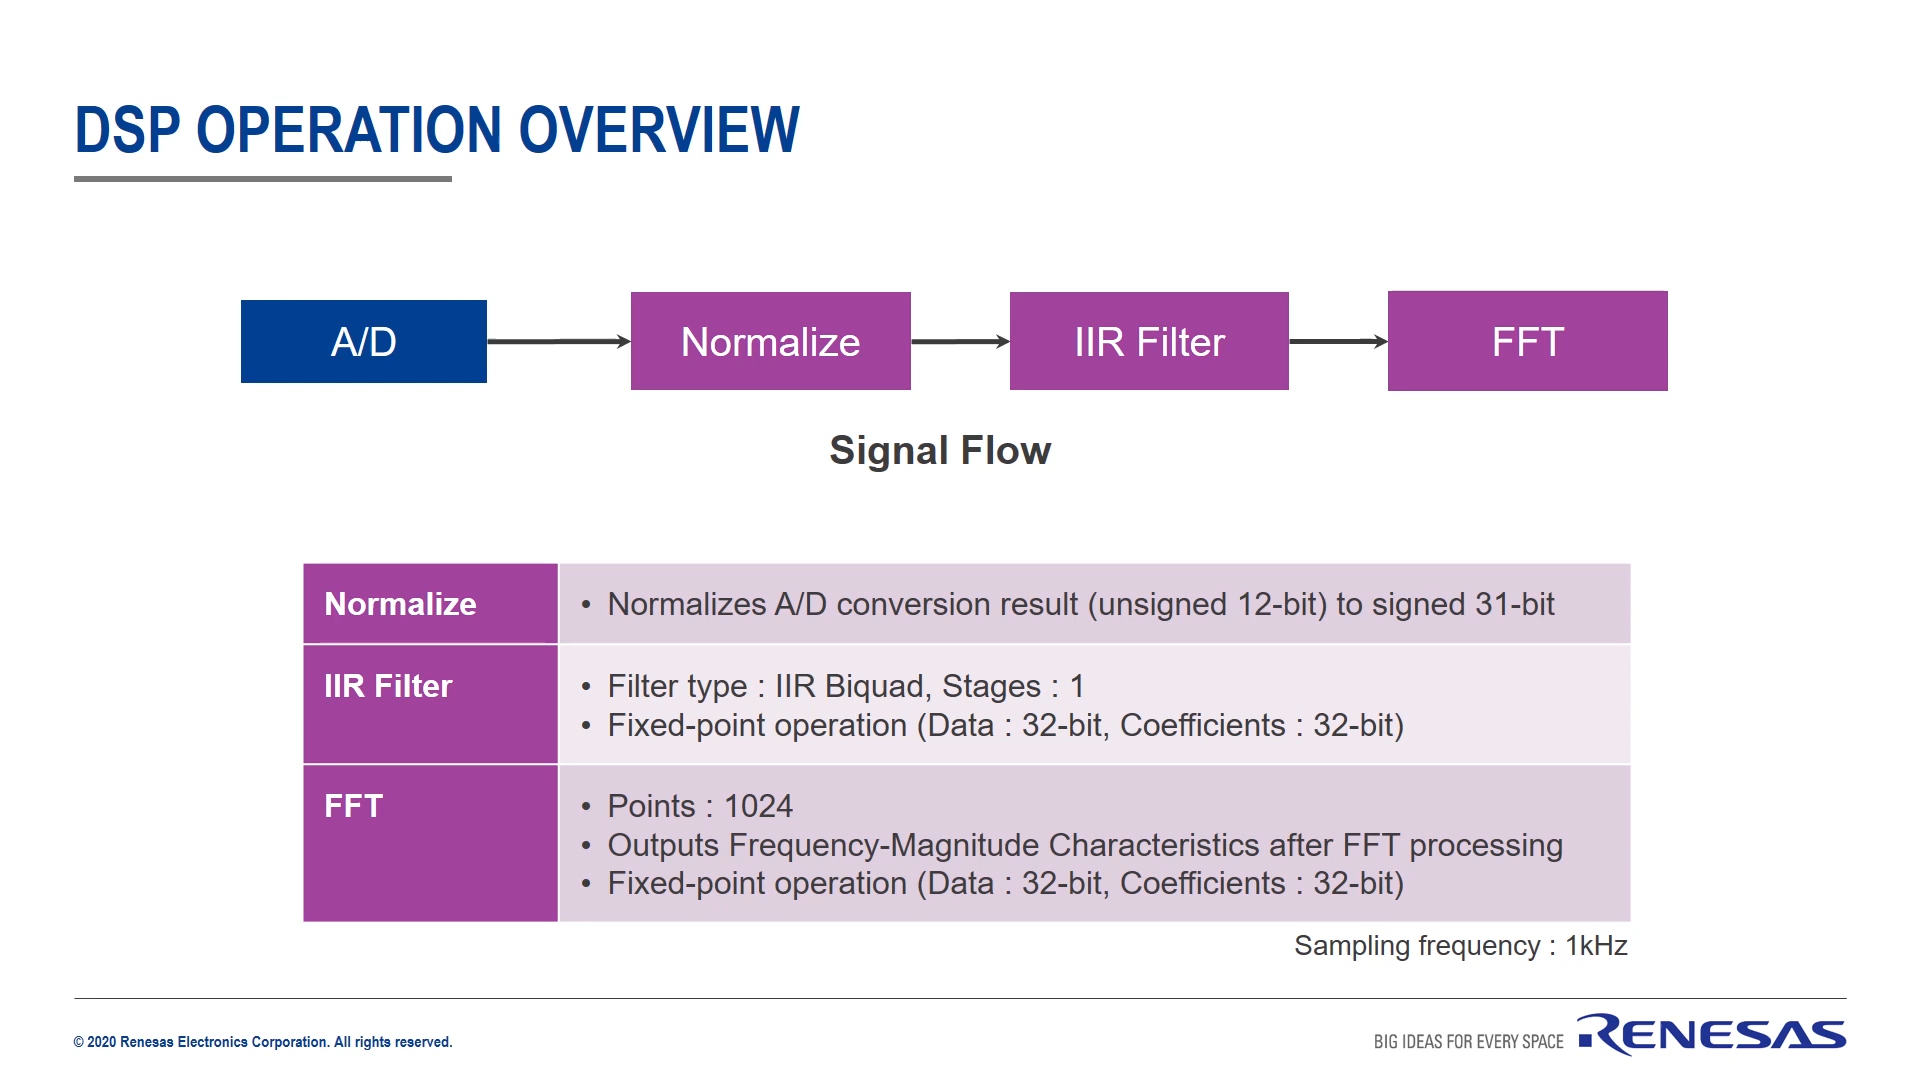 DSP OPERATION OVERVIEW
A/D
Normalize
IIR Filter
FFT
Signal Flow
Normalize
• Normalizes A/D conversion result (unsigned 12-bit) to signed 31-bit
IIR Filter
• Filter type : IIR Biquad, Stages : 1
• Fixed-point operation (Data : 32-bit, Coefficients : 32-bit)
FFT
• Points : 1024
• Outputs Frequency-Magnitude Characteristics after FFT processing
• Fixed-point operation (Data : 32-bit, Coefficients : 32-bit)
Sampling frequency : 1kHz
© 2020 Renesas Electronics Corporation. All rights reserved.
BIG IDEAS FOR EVERY SPACE
RENESAS